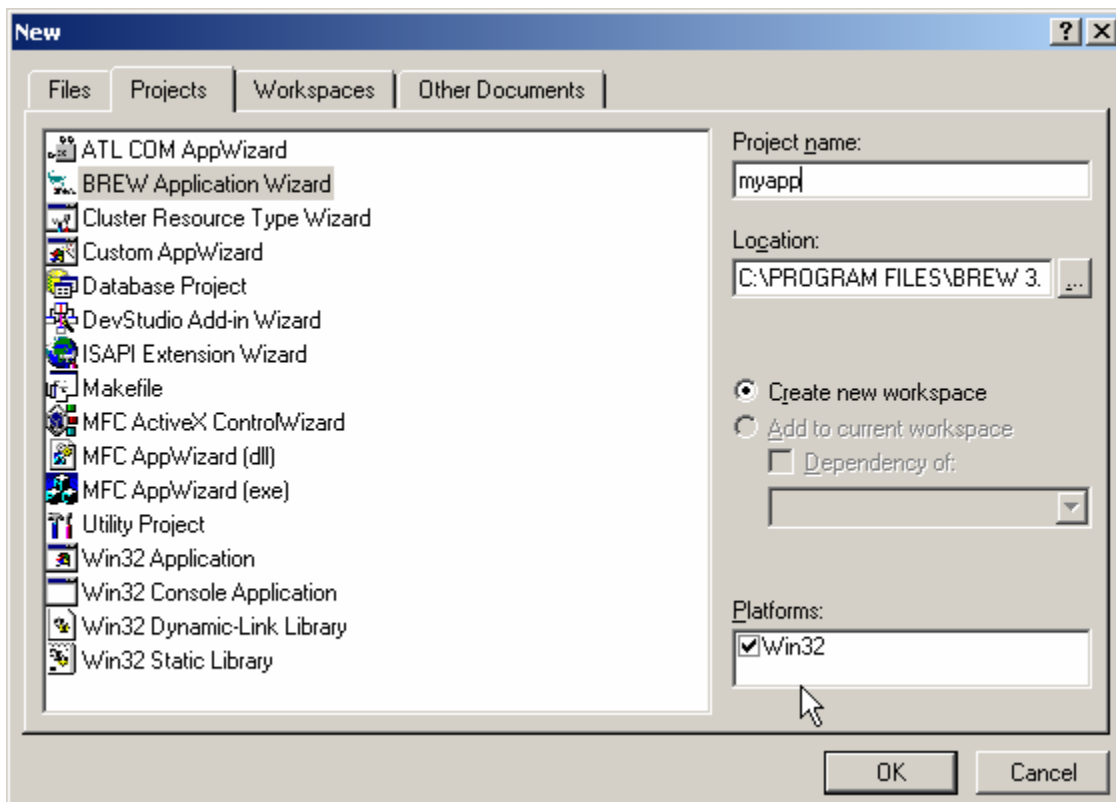 New
Files
Projects
Workspaces
Other Documents
ATL COM AppWizard
BREW Application Wizard
Cluster Resource Type Wizard
Custom AppWizard
Database Project
DevStudio Add-in Wizard
ISAPI Extension Wizard
Makefile
MFC ActiveX ControlWizard
MFC AppWizard (dll)
MFC AppWizard (exe)
Utility Project
Win32 Application
Win32 Console Application
Win32 Dynamic-Link Library
Win32 Static Library
Project name:
myapp
Location:
C:\PROGRAM FILES\BREW 3.
...
Create new workspace
Add to current workspace
Dependency of:
Platforms:
Win32
OK
Cancel